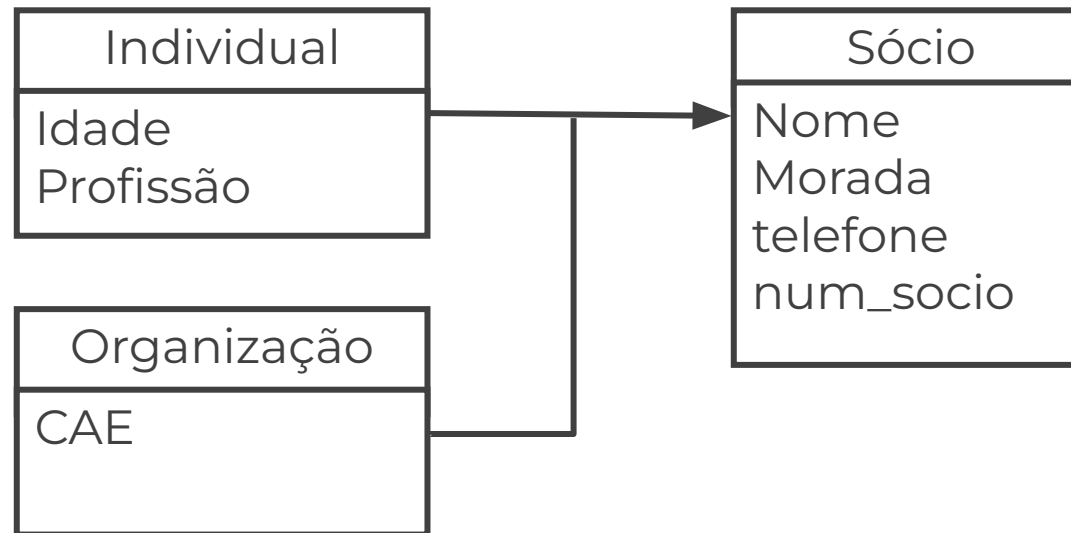 Individual
Idade
Profissão
Organização
CAE
Sócio
Nome
Morada
telefone
num_socio